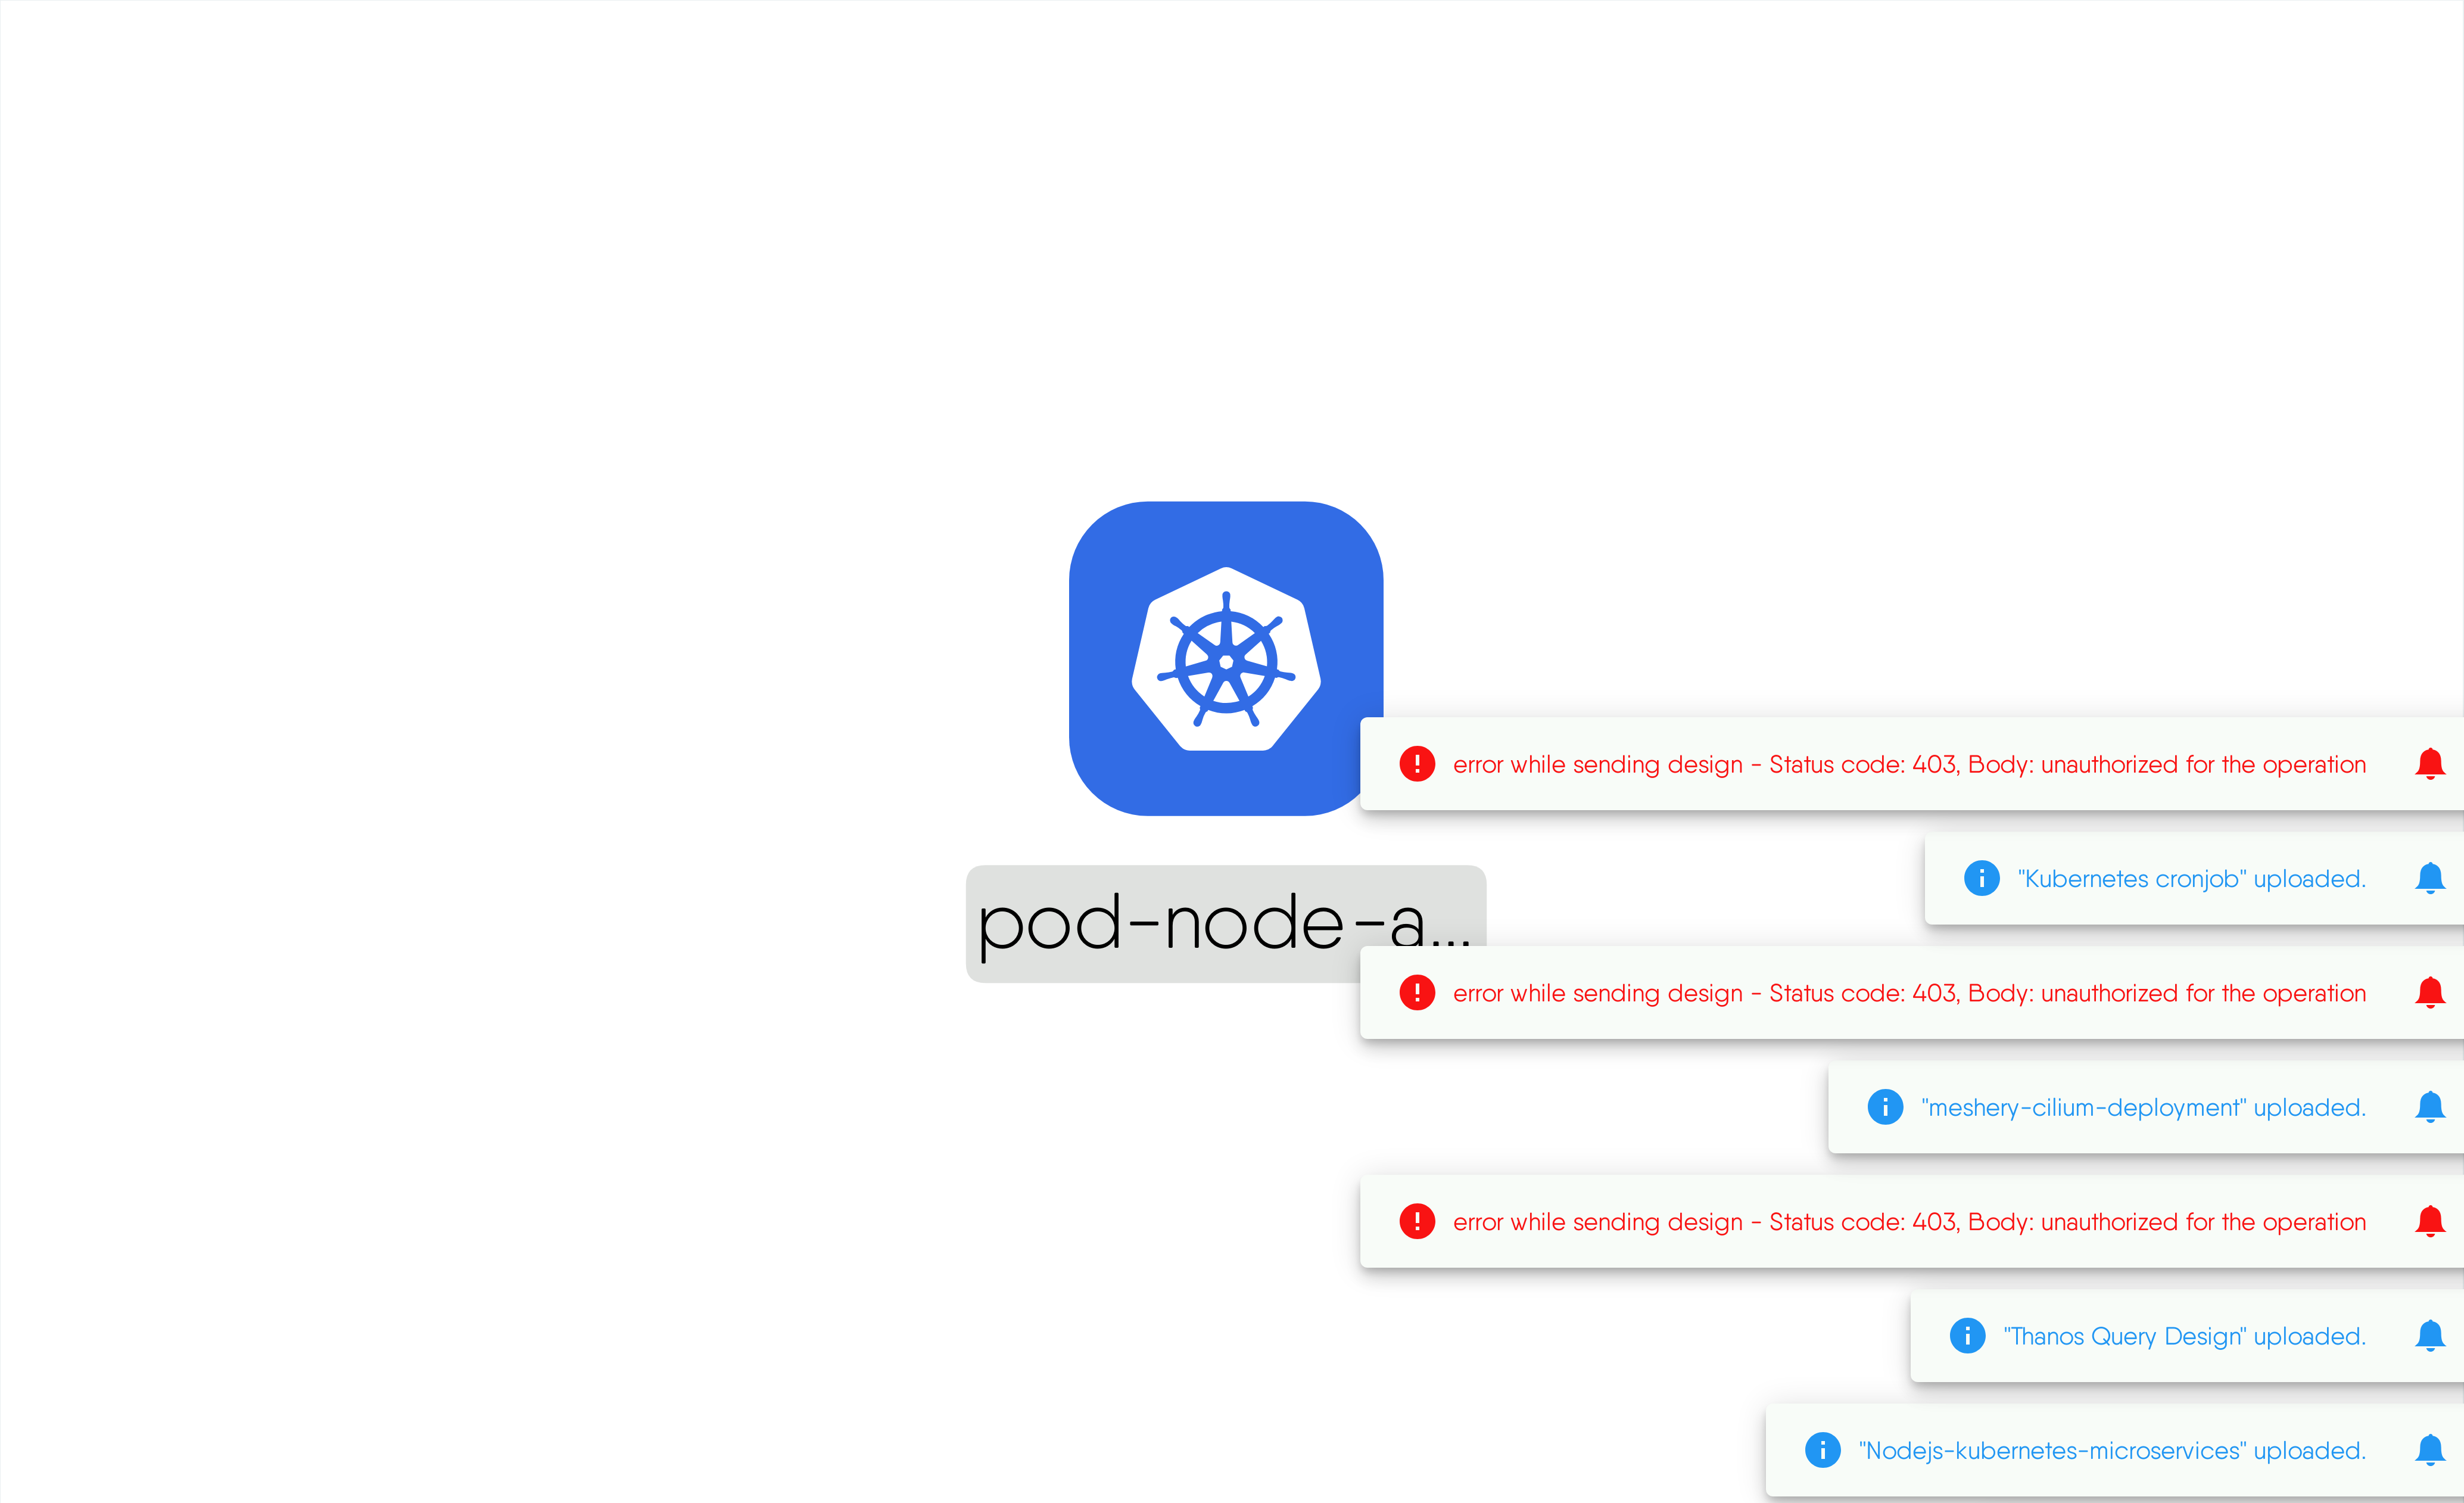 error while sending design - Status code: 403, Body: unauthorized for the operation
"Kubernetes cronjob" uploaded.
pod-node-a...
error while sending design - Status code: 403, Body: unauthorized for the operation
"meshery-cilium-deployment" uploaded.
error while sending design - Status code: 403, Body: unauthorized for the operation
"Thanos Query Design" uploaded.
"Nodejs-kubernetes-microservices" uploaded.